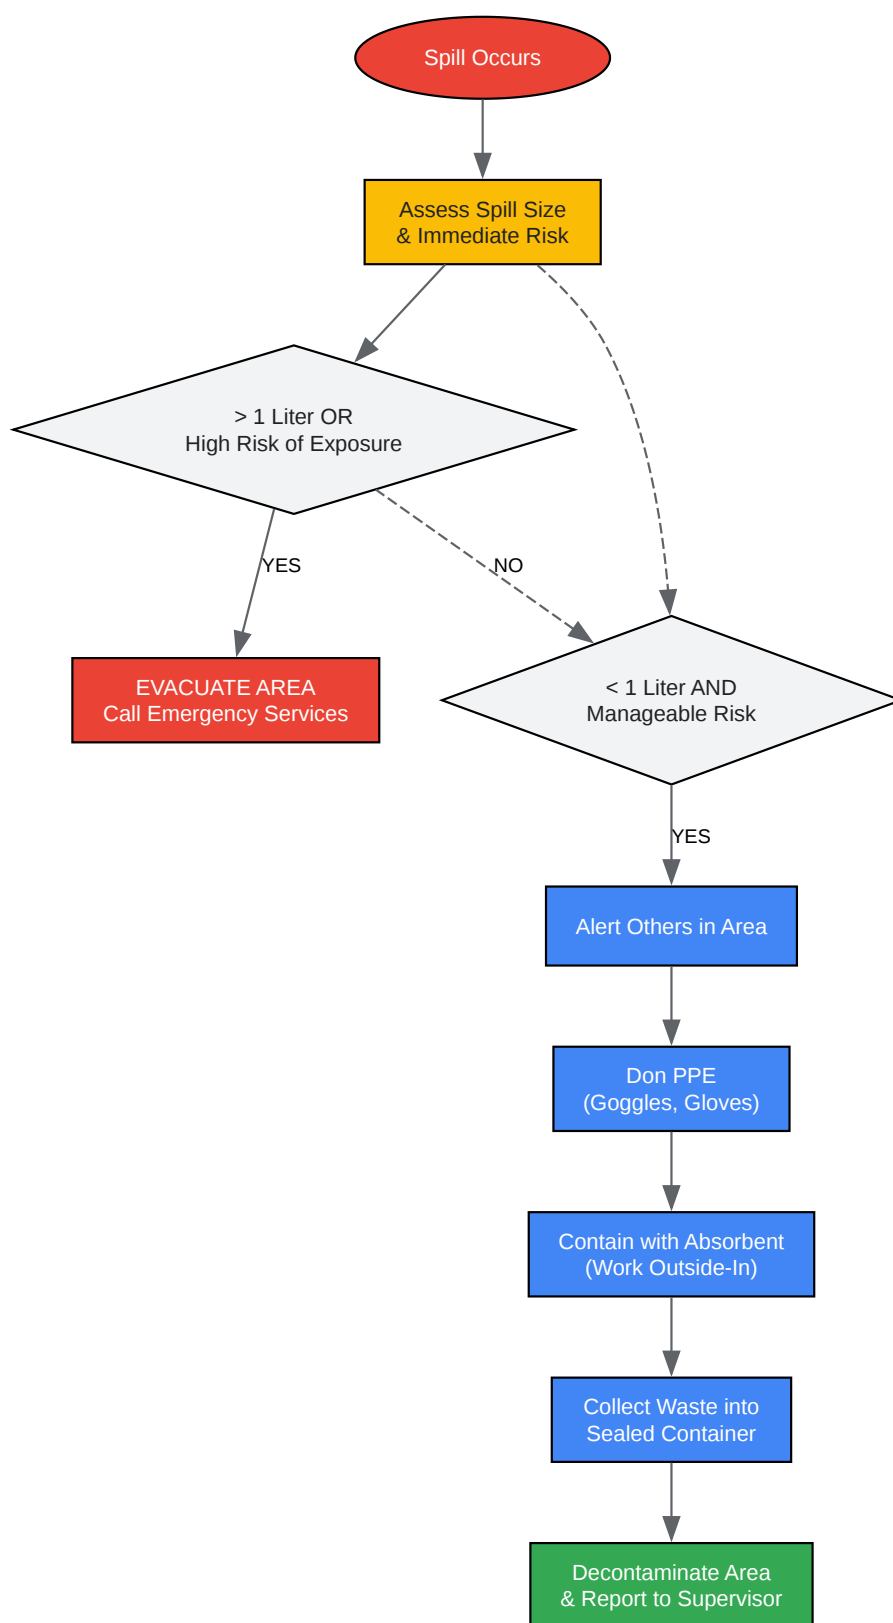 Spill Occurs
Assess Spill Size
& Immediate Risk
> 1 Liter OR
High Risk of Exposure
YES
NO
EVACUATE AREA
Call Emergency Services
< 1 Liter AND
Manageable Risk
YES
Alert Others in Area
Don PPE
(Goggles, Gloves)
Contain with Absorbent
(Work Outside-In)
Collect Waste into
Sealed Container
Decontaminate Area
& Report to Supervisor